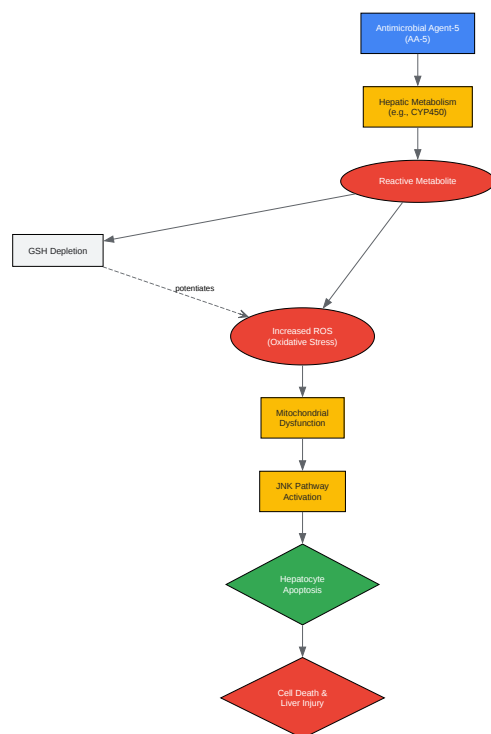 Antimicrobial Agent-5
(AA-5)
Hepatic Metabolism
(e.g., CYP450)
Reactive Metabolite
GSH Depletion
potentiates
Increased ROS
(Oxidative Stress)
Mitochondrial
Dysfunction
JNK Pathway
Activation
Hepatocyte
Apoptosis
Cell Death &
Liver Injury